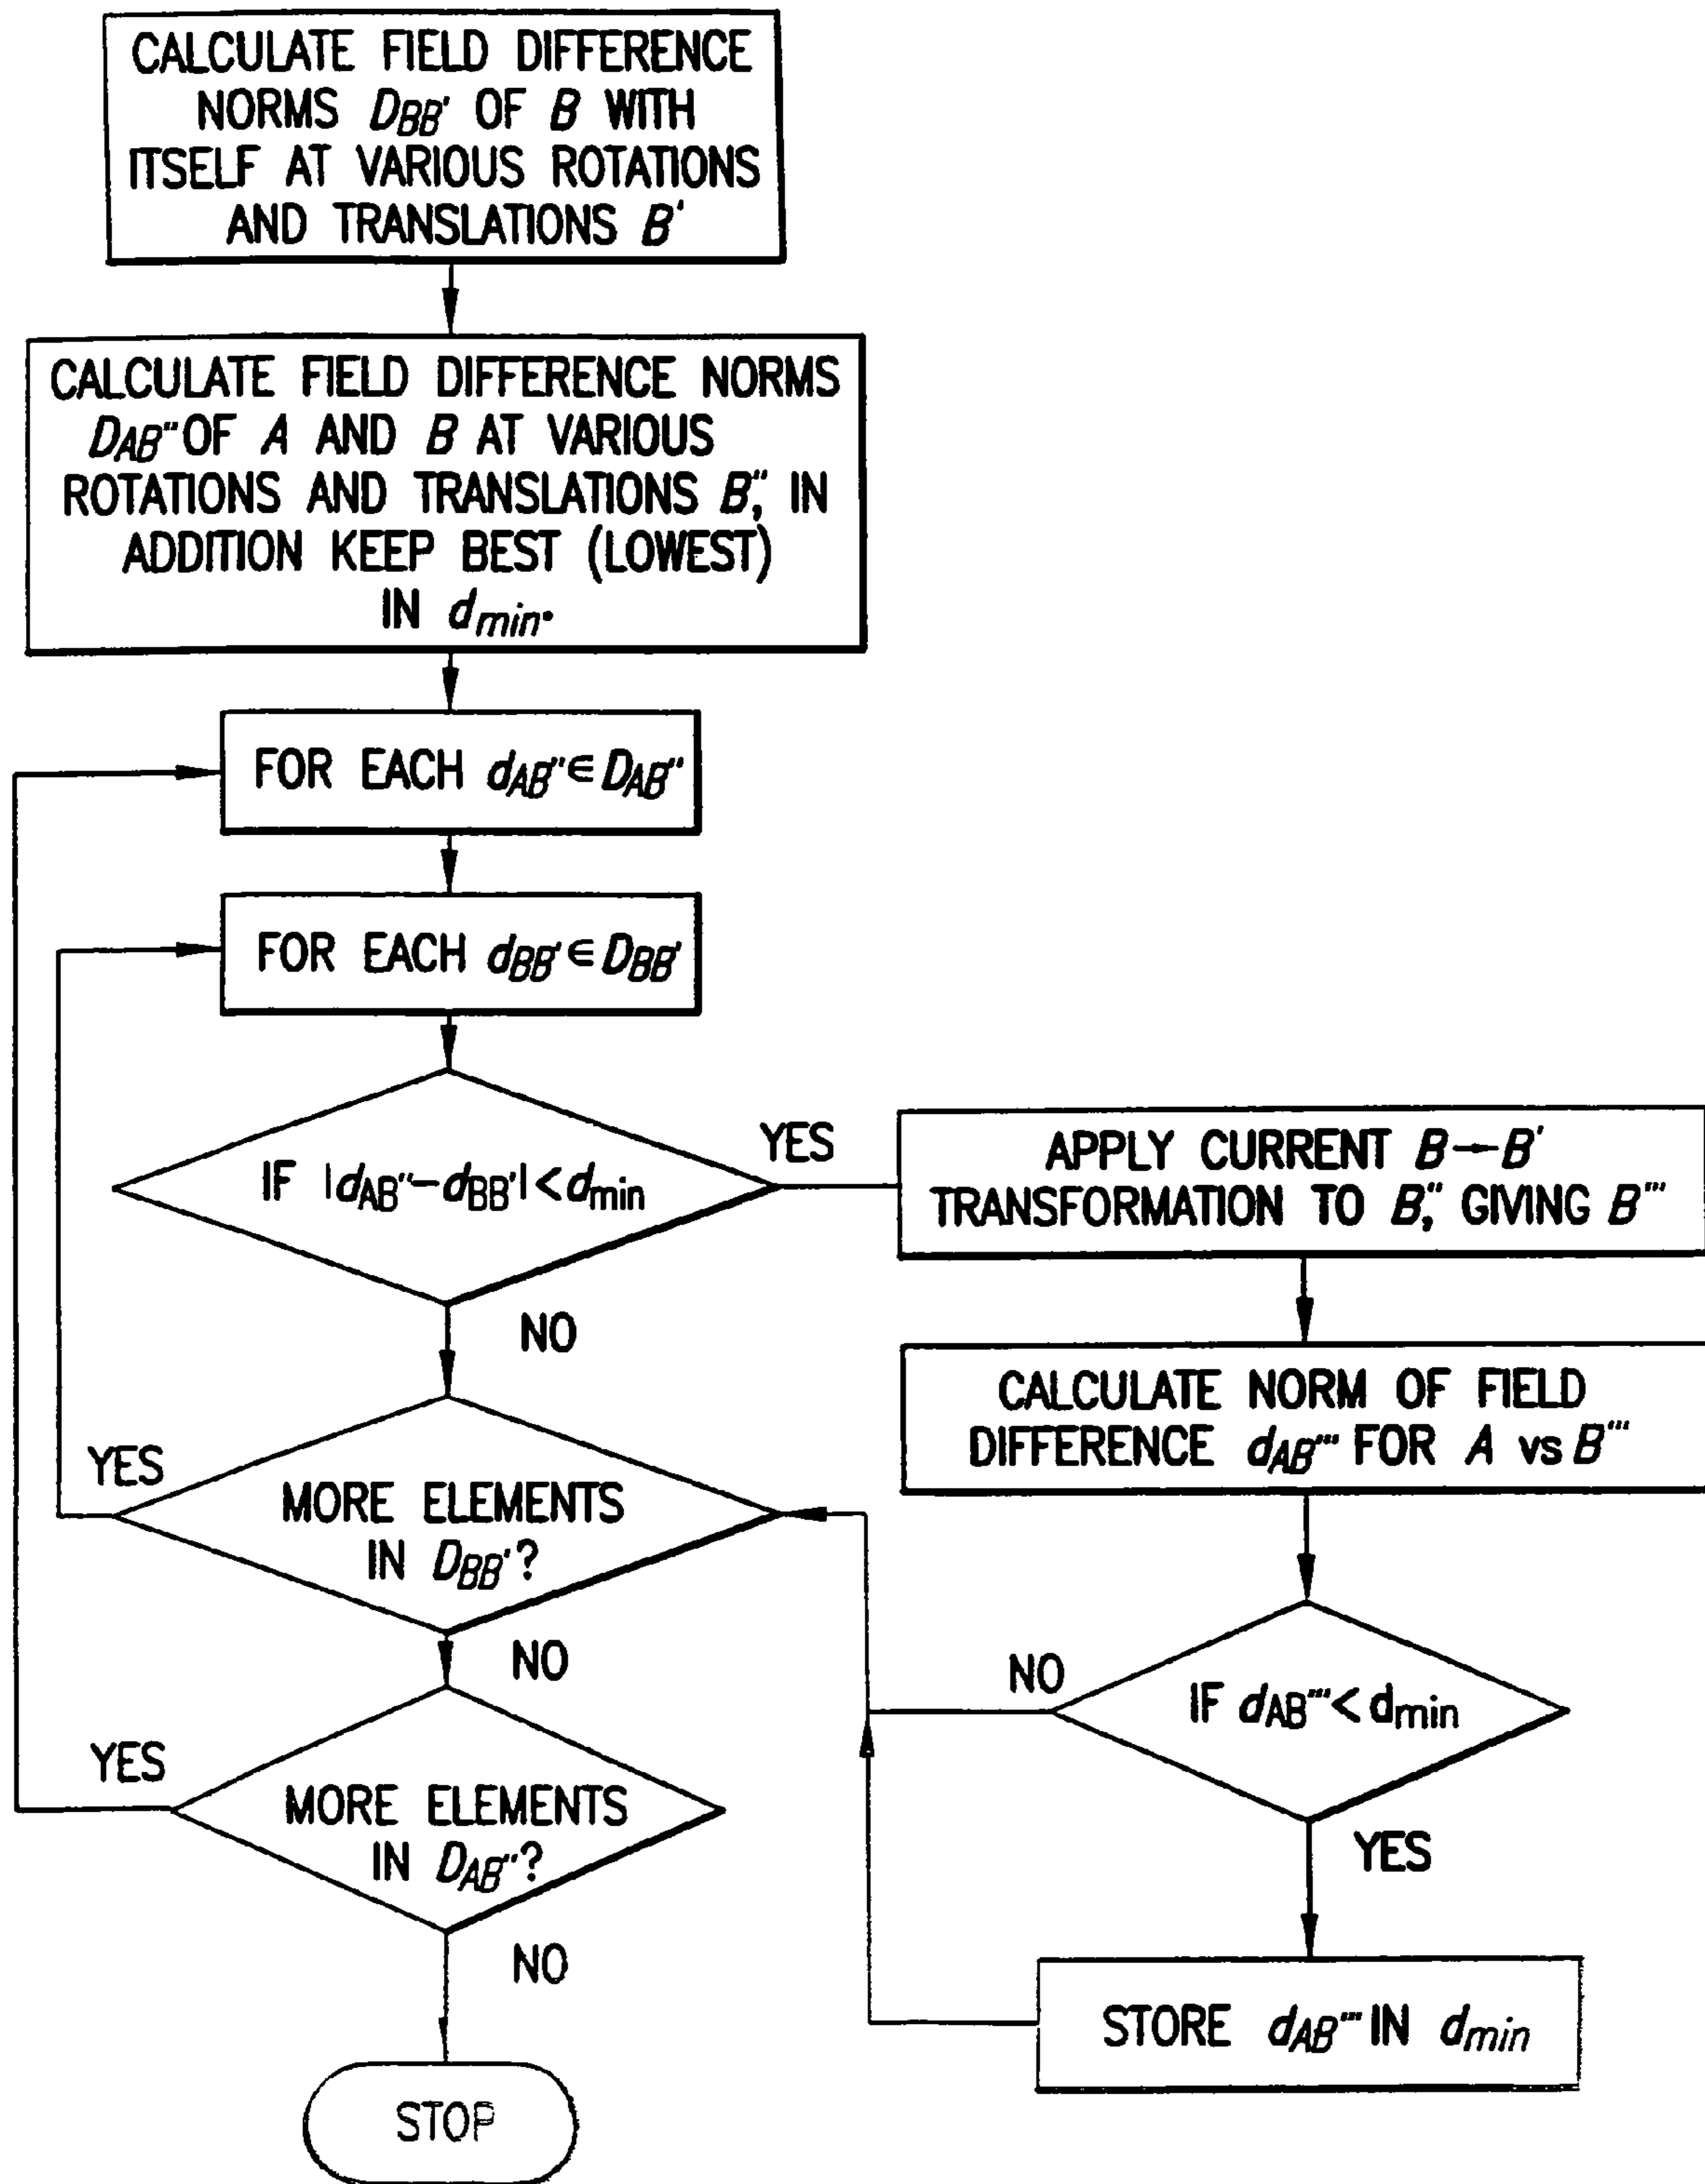 CALCULATE FIELD DIFFERENCE
NORMS DBB' OF B WITH
ITSELF AT VARIOUS ROTATIONS
AND TRANSLATIONS B'
CALCULATE FIELD DIFFERENCE NORMS
DAB" OF A AND B AT VARIOUS
ROTATIONS AND TRANSLATIONS B", IN
ADDITION KEEP BEST (LOWEST)
IN dmin.
FOR EACH dAB" ∈ DAB"
FOR EACH dBB' ∈ DBB'
IF |dAB"−dBB'| < dmin
YES
NO
APPLY CURRENT B→B'
TRANSFORMATION TO B", GIVING B'''
CALCULATE NORM OF FIELD
DIFFERENCE dAB''' FOR A vs B'''
YES
MORE ELEMENTS
IN DBB'?
NO
NO
IF dAB''' < dmin
YES
YES
MORE ELEMENTS
IN DAB"?
NO
STORE dAB''' IN dmin
STOP